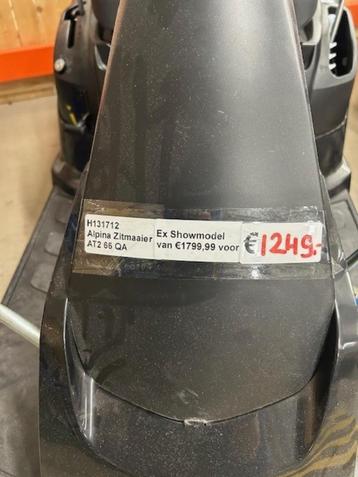 H131712
Alpina Zitmaaier
AT2 66 QA
Ex Showmodel
van €1799,99 voor
€1249.-